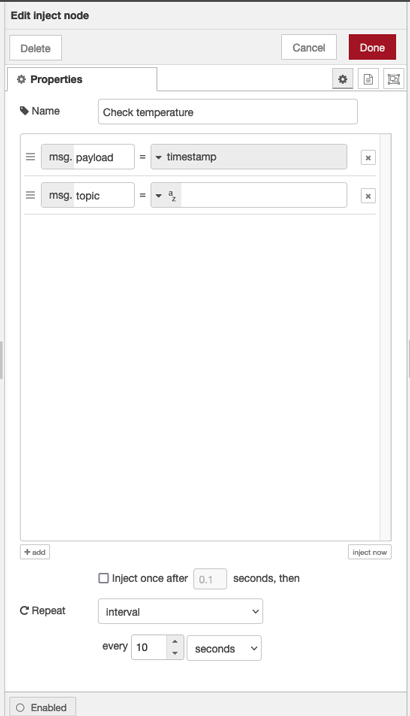 Edit inject node
Delete Cancel Done
Properties
Name Check temperature
msg. payload = timestamp
msg. topic = a z
add inject now
Inject once after 0.1 seconds, then
Repeat interval
every 10 seconds
Enabled